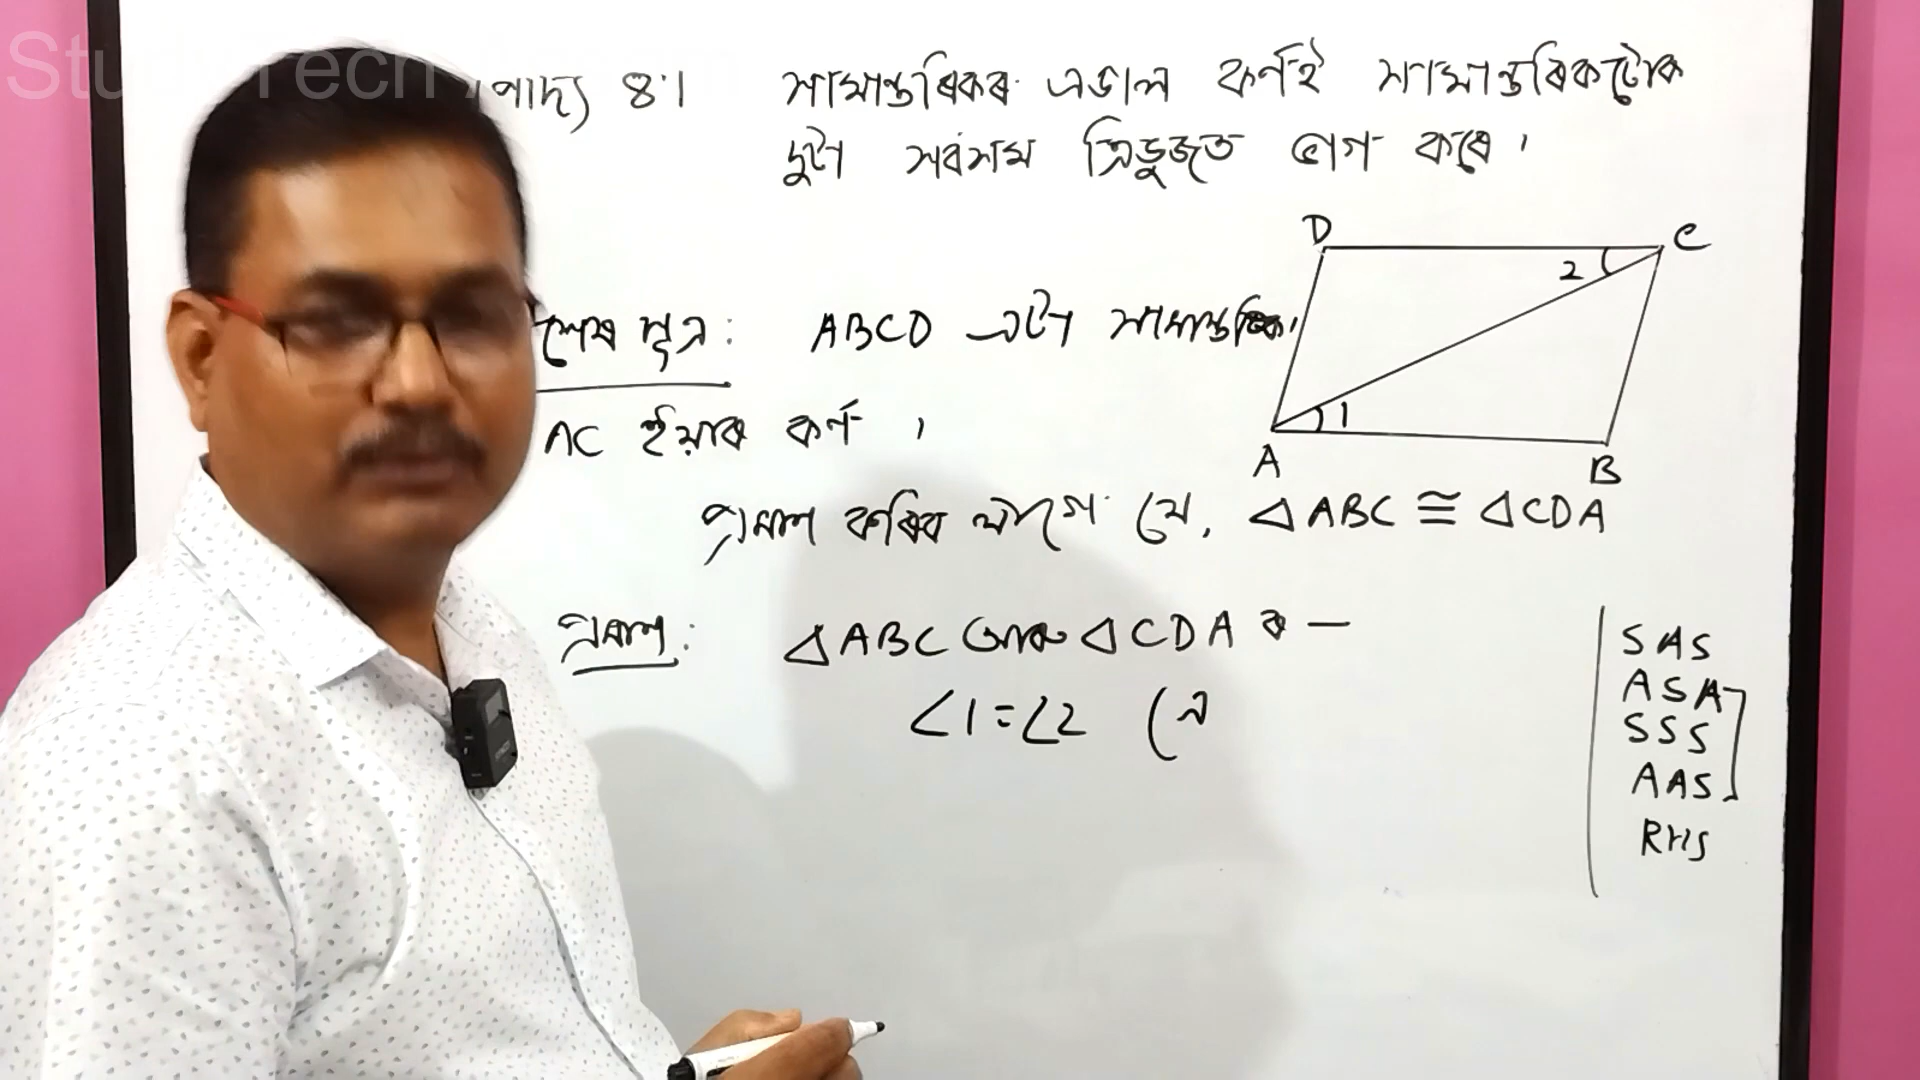 StudyTech
৪.1 সামান্তৰিকৰ এডাল কৰ্ণই সামান্তৰিকটোক
দুটা সৰ্বসম ত্ৰিভুজত ভাগ কৰে ।
D
C
2
সূত্ৰ : ABCD এটা সামান্তৰিক।
1
AC ইয়াৰ কৰ্ণ ।
A
B
প্ৰমাণ কৰিব লাগে যে, △ABC ≅ △CDA
প্ৰমাণ : △ABC আৰু △CDA ৰ —
SAS
ASA
∠1=∠2 (এ
SSS
AAS
RHS